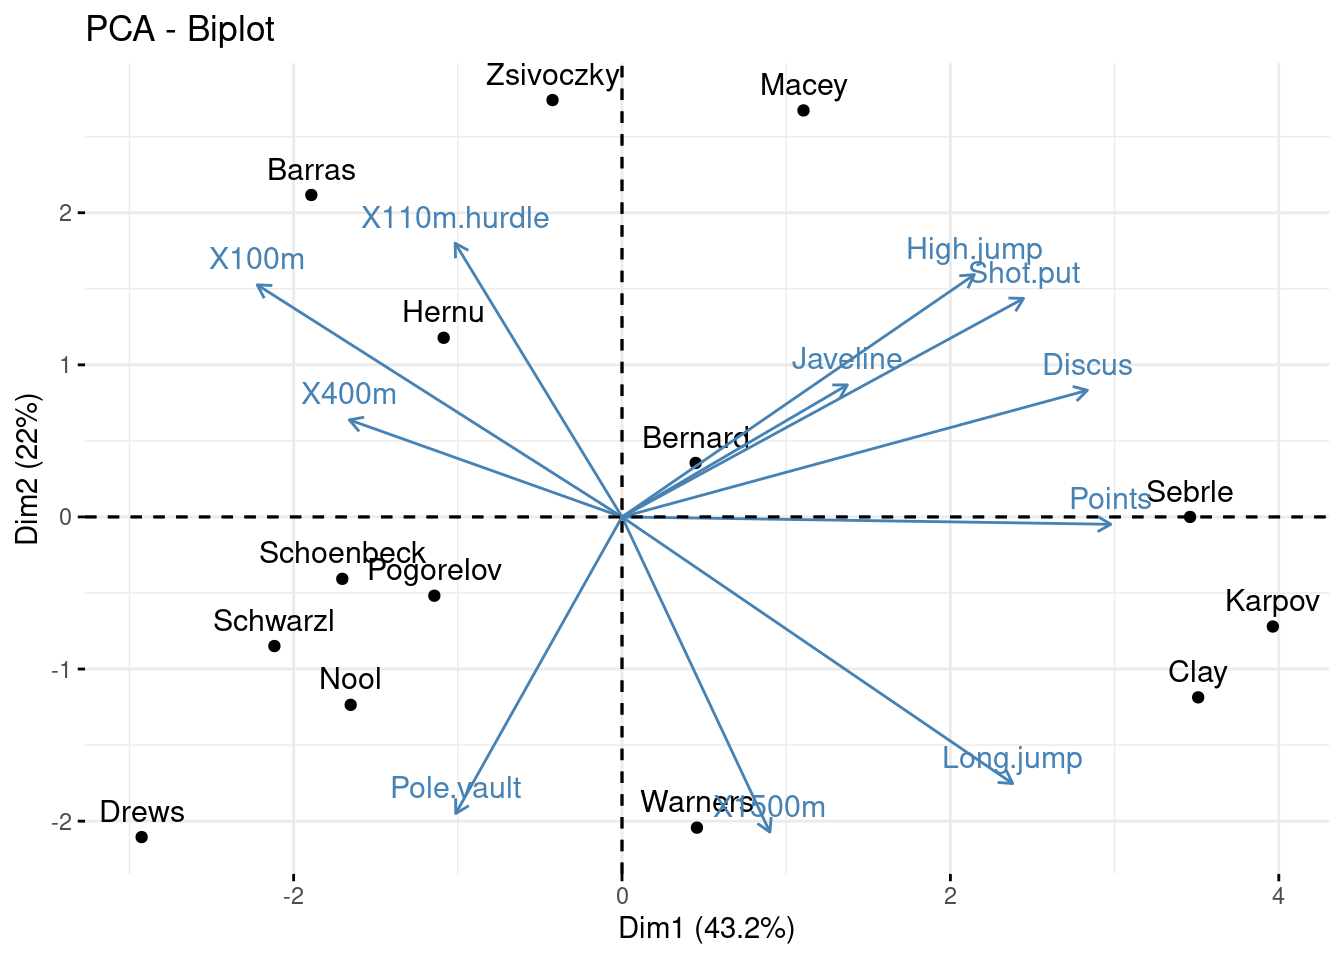 PCA - Biplot
Zsivoczky
Macey
Barras
X110m.hurdle
High.jump
X100m
Shot.put
Hernu
Javeline
Discus
X400m
Bernard
Points
Sebrle
Schoenbeck
Pogorelov
Karpov
Schwarzl
Clay
Nool
Long.jump
Pole.vault
Warners
X1500m
Drews
2
1
0
-1
-2
Dim2 (22%)
-2
0
2
4
Dim1 (43.2%)